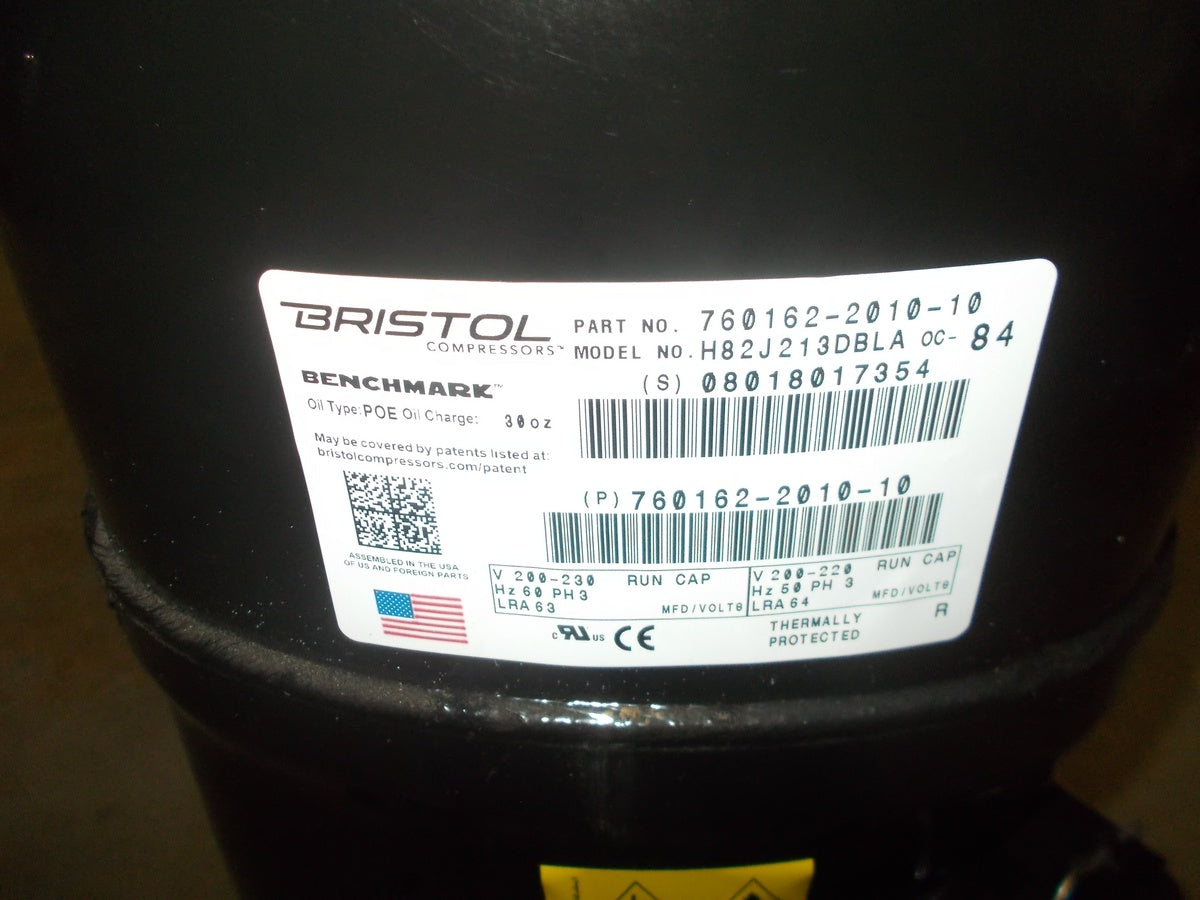 BRISTOL
COMPRESSORS™
BENCHMARK™
Oil Type: POE Oil Charge: 30oz
May be covered by patents listed at:
bristolcompressors.com/patent
ASSEMBLED IN THE USA
OF US AND FOREIGN PARTS
PART NO. 760162-2010-10
MODEL NO. H82J213DBLA OC- 84
(S) 08018017354
(P) 760162-2010-10
V 200-230 RUN CAP
Hz 60 PH 3
LRA 63 MFD/VOLTS
V 200-220 RUN CAP
Hz 50 PH 3
LRA 64 MFD/VOLTS
c RU US CE
THERMALLY
PROTECTED
R